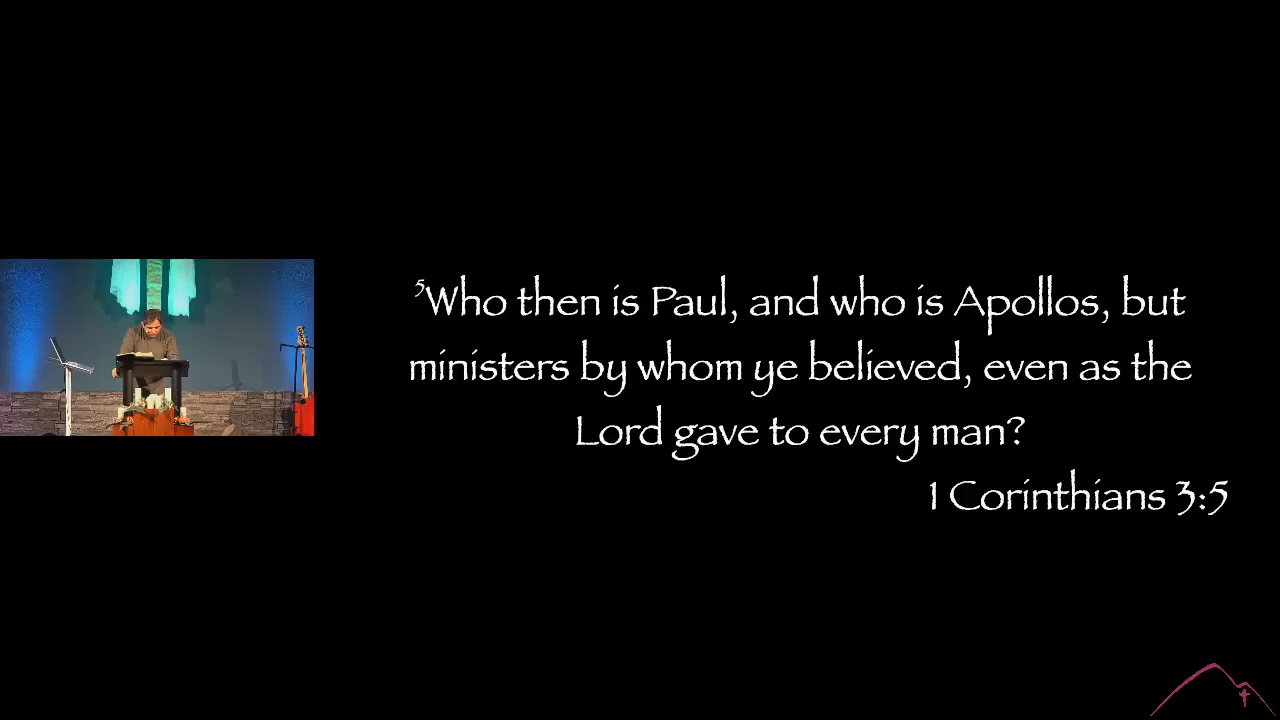 ⁵Who then is Paul, and who is Apollos, but
ministers by whom ye believed, even as the
Lord gave to every man?
1 Corinthians 3:5